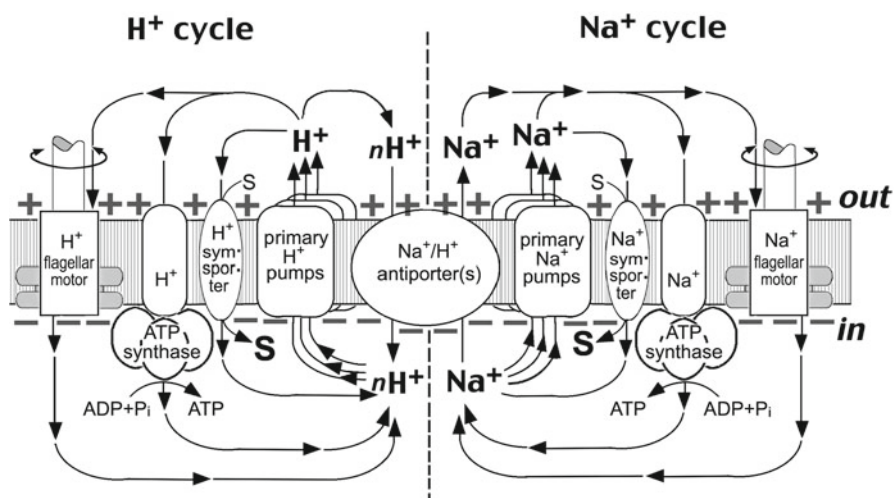 H⁺ cycle
Na⁺ cycle
H⁺
nH⁺
Na⁺
Na⁺
S
S
out
H⁺
flagellar
motor
H⁺
H⁺
sym-
spor-
ter
primary
H⁺
pumps
Na⁺/H⁺
antiporter(s)
primary
Na⁺
pumps
Na⁺
sym-
spor-
ter
Na⁺
Na⁺
flagellar
motor
in
ATP
synthase
S
nH⁺
Na⁺
S
ATP
synthase
ADP+Pi
ATP
ATP
ADP+Pi